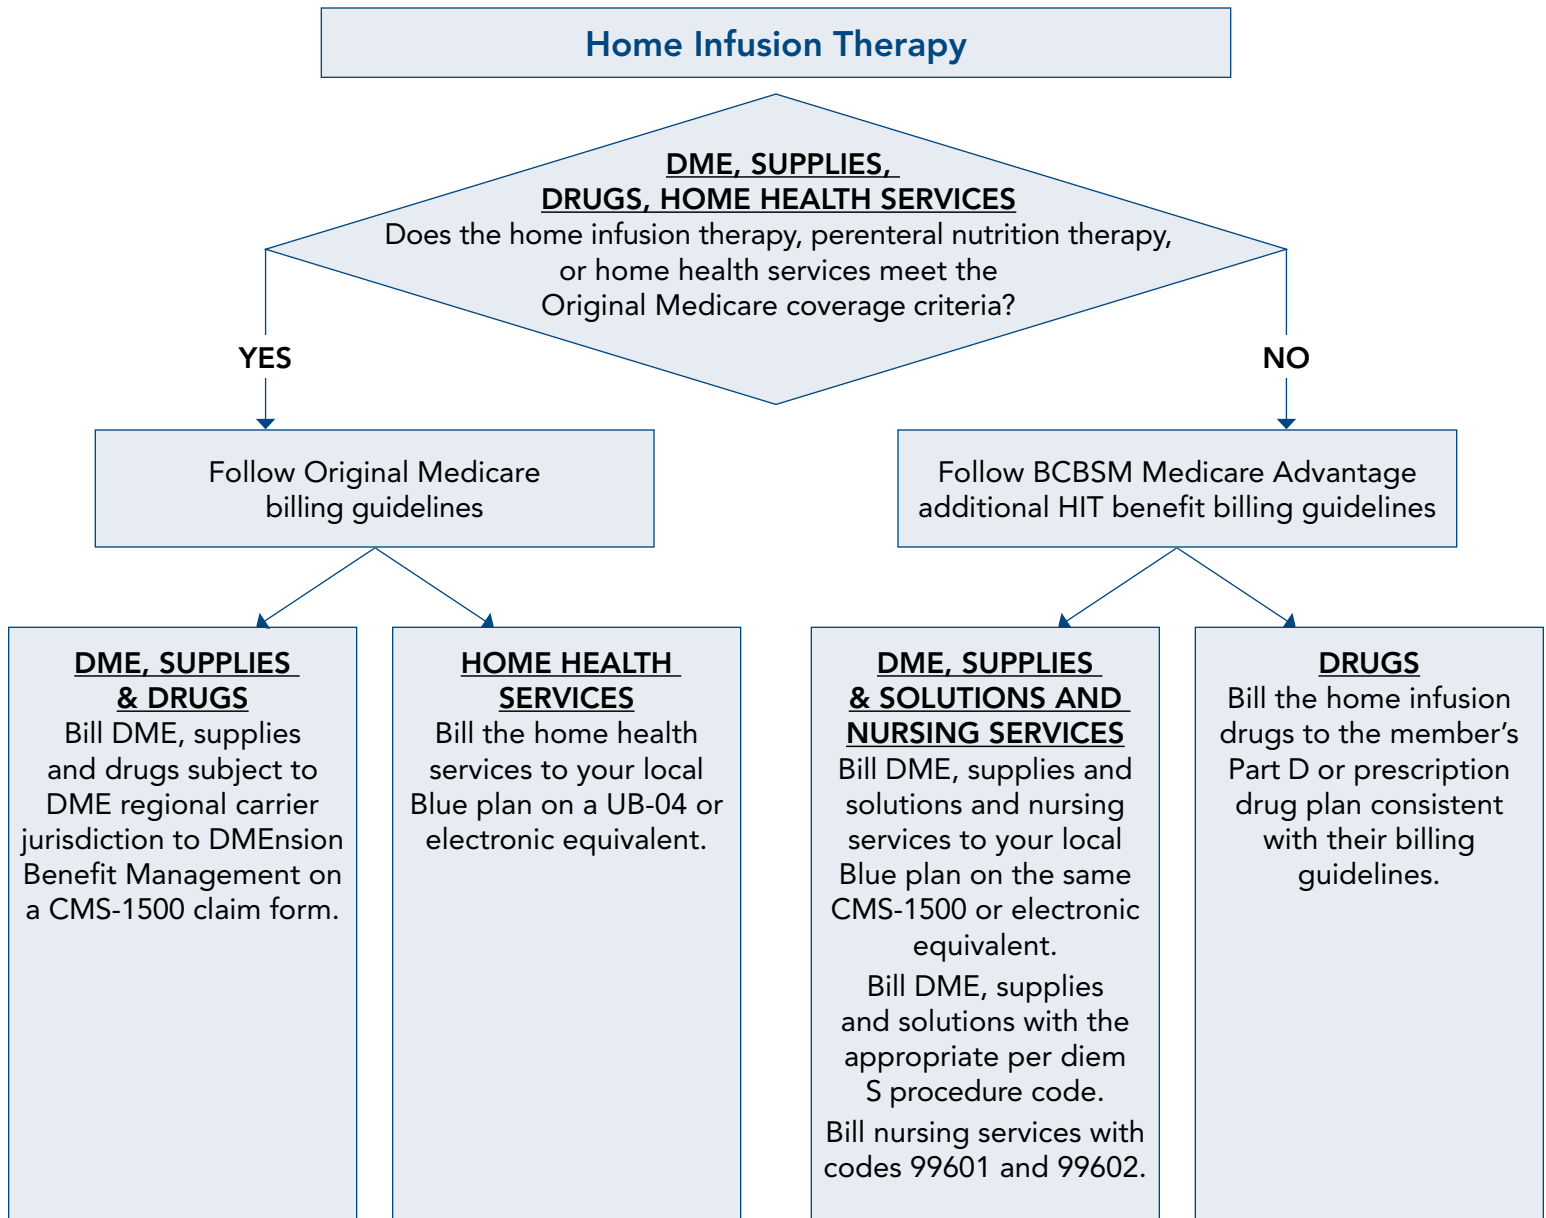 Home Infusion Therapy
DME, SUPPLIES,
DRUGS, HOME HEALTH SERVICES
Does the home infusion therapy, perenteral nutrition therapy,
or home health services meet the
Original Medicare coverage criteria?
YES
NO
Follow Original Medicare
billing guidelines
Follow BCBSM Medicare Advantage
additional HIT benefit billing guidelines
DME, SUPPLIES
& DRUGS
Bill DME, supplies
and drugs subject to
DME regional carrier
jurisdiction to DMEnsion
Benefit Management on
a CMS-1500 claim form.
HOME HEALTH
SERVICES
Bill the home health
services to your local
Blue plan on a UB-04 or
electronic equivalent.
DME, SUPPLIES
& SOLUTIONS AND
NURSING SERVICES
Bill DME, supplies and
solutions and nursing
services to your local
Blue plan on the same
CMS-1500 or electronic
equivalent.
Bill DME, supplies
and solutions with the
appropriate per diem
S procedure code.
Bill nursing services with
codes 99601 and 99602.
DRUGS
Bill the home infusion
drugs to the member’s
Part D or prescription
drug plan consistent
with their billing
guidelines.